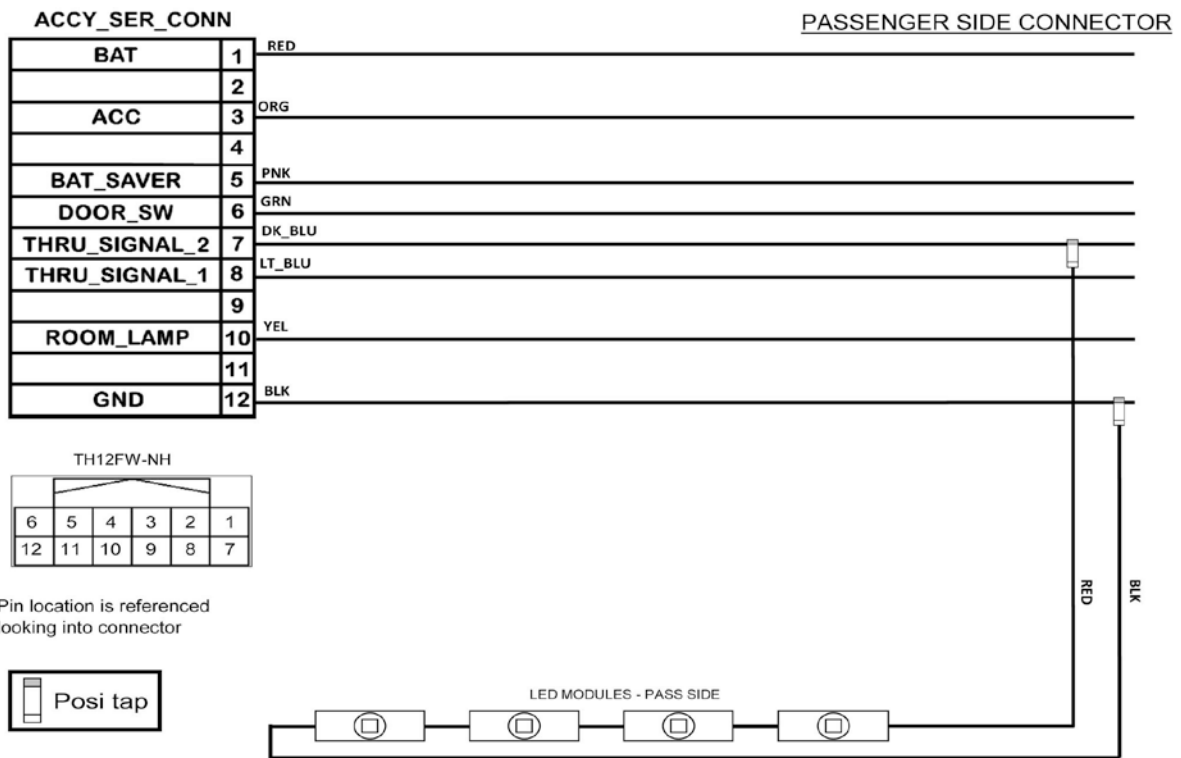 ACCY_SER_CONN
PASSENGER SIDE CONNECTOR
BAT 1 RED
2
ACC 3 ORG
4
BAT_SAVER 5 PNK
DOOR_SW 6 GRN
THRU_SIGNAL_2 7 DK_BLU
THRU_SIGNAL_1 8 LT_BLU
9
ROOM_LAMP 10 YEL
11
GND 12 BLK
TH12FW-NH
6 5 4 3 2 1
12 11 10 9 8 7
Pin location is referenced
looking into connector
Posi tap
RED
BLK
LED MODULES - PASS SIDE